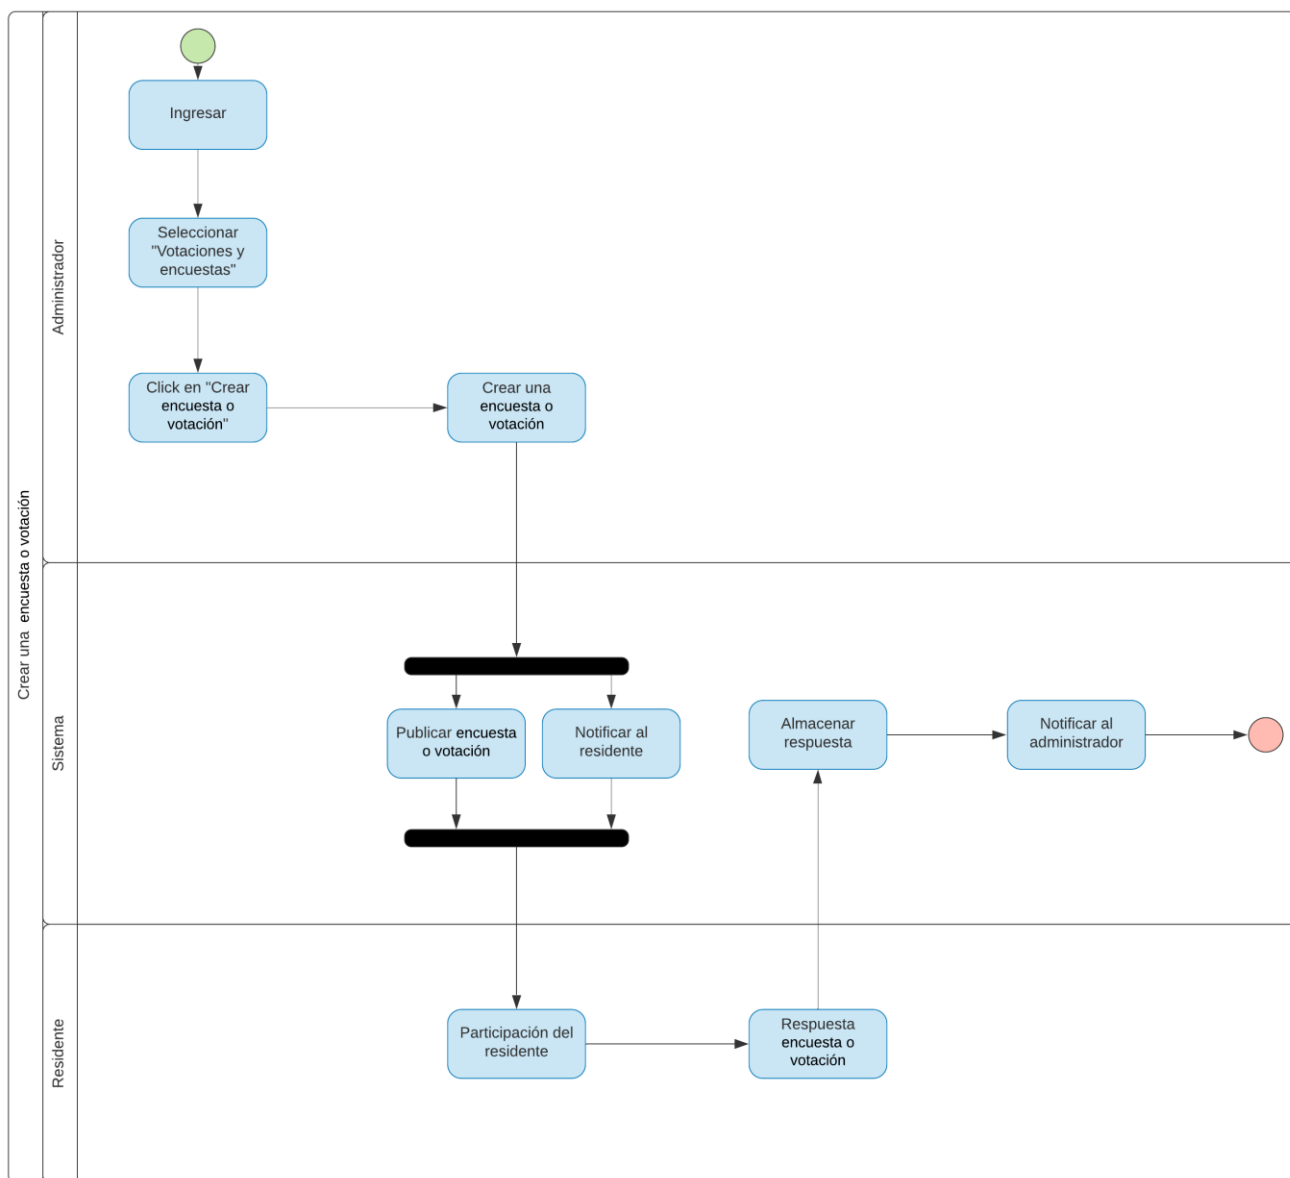 Crear una encuesta o votación
Administrador
Ingresar
Seleccionar
"Votaciones y
encuestas"
Click en "Crear
encuesta o
votación"
Crear una
encuesta o
votación
Sistema
Publicar encuesta
o votación
Notificar al
residente
Almacenar
respuesta
Notificar al
administrador
Residente
Participación del
residente
Respuesta
encuesta o
votación